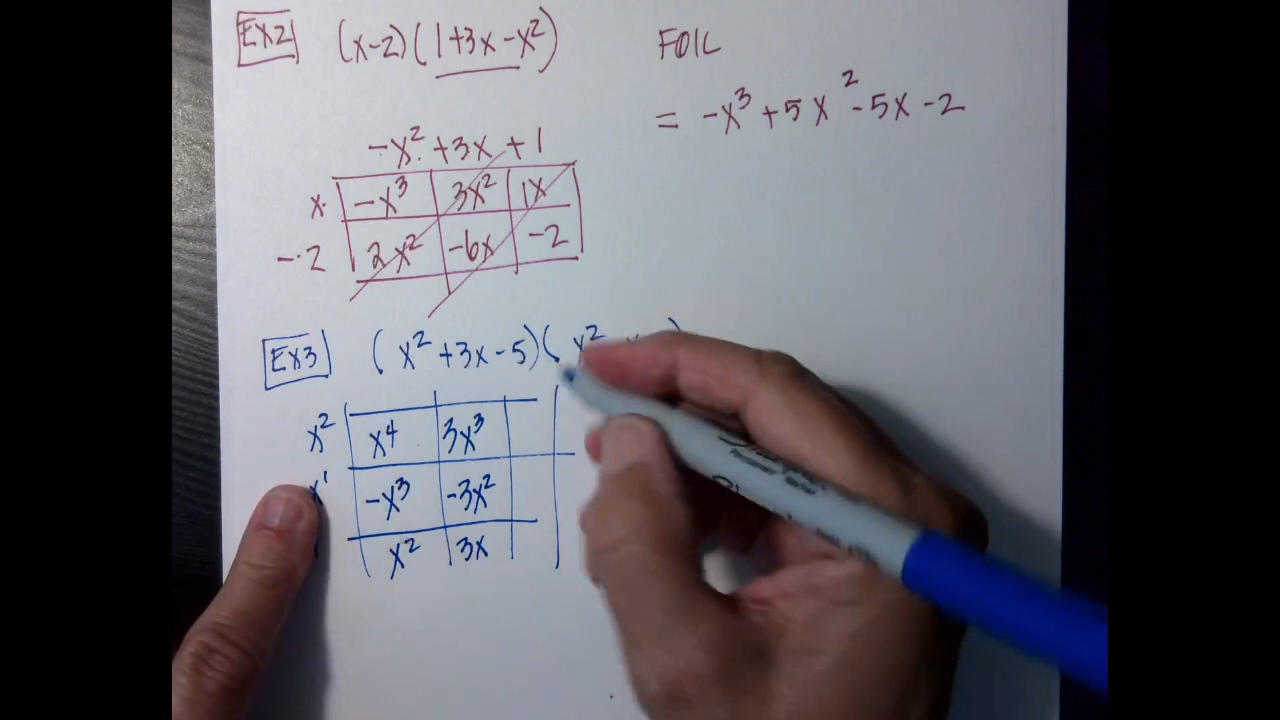 EX2 (x-2)(1+3x-x²) FOIL
= -x³+5x²-5x-2
-x²+3x+1
x -x³ 3x² 1x
-2 2x² -6x -2
EX3 (x²+3x-5)(x²
x² x⁴ 3x³
x¹ -x³ -3x²
x² 3x